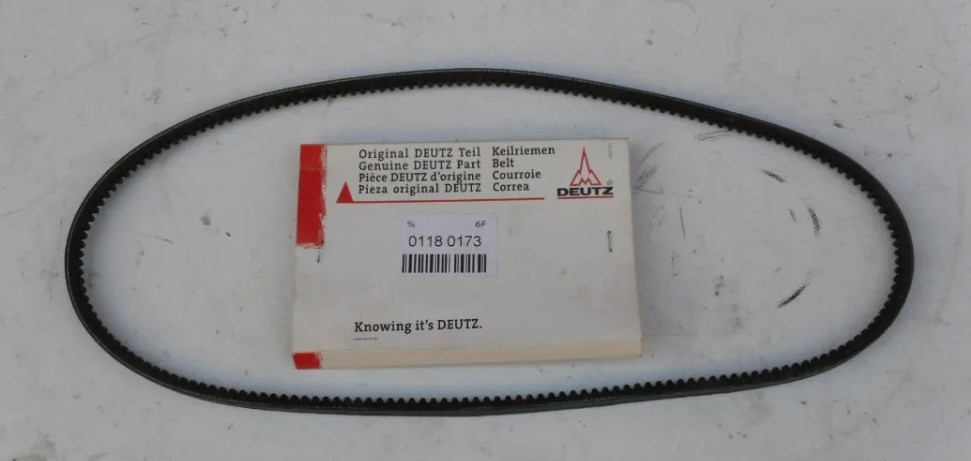 Original DEUTZ Teil Keilriemen
Genuine DEUTZ Part Belt
Pièce DEUTZ d'origine Courroie
Pieza original DEUTZ Correa
DEUTZ®
6F
0118 0173
Knowing it's DEUTZ.